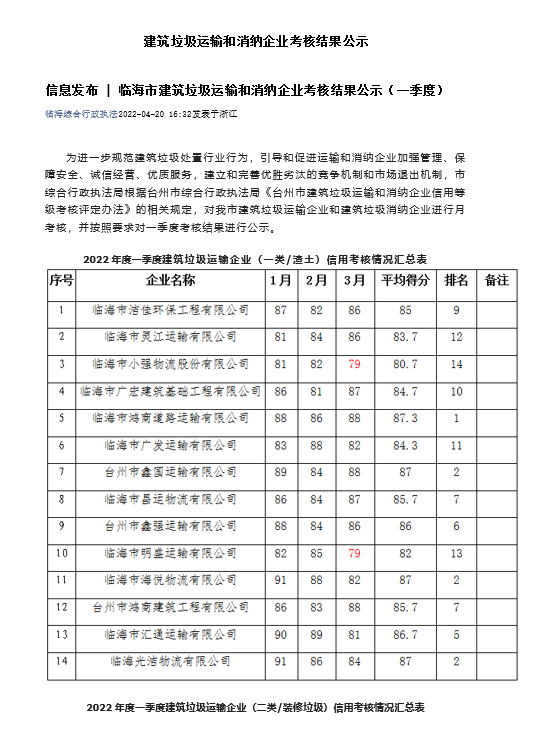 建筑垃圾运输和消纳企业考核结果公示
信息发布 | 临海市建筑垃圾运输和消纳企业考核结果公示（一季度）
临海综合行政执法2022-04-20 16:32发表于浙江
为进一步规范建筑垃圾处置行业行为，引导和促进运输和消纳企业加强管理、保
障安全、诚信经营、优质服务，建立和完善优胜劣汰的竞争机制和市场退出机制，市
综合行政执法局根据台州市综合行政执法局《台州市建筑垃圾运输和消纳企业信用等
级考核评定办法》的相关规定，对我市建筑垃圾运输企业和建筑垃圾消纳企业进行月
考核，并按照要求对一季度考核结果进行公示。
2022 年度一季度建筑垃圾运输企业（一类/渣土）信用考核情况汇总表
序号 企业名称 1月 2月 3月 平均得分 排名 备注
1 临海市洁佳环保工程有限公司 87 82 86 85 9
2 临海市灵江运输有限公司 81 84 86 83.7 12
3 临海市小强物流股份有限公司 81 82 79 80.7 14
4 临海市广宏建筑基础工程有限公司 86 81 87 84.7 10
5 临海市鸿商道路运输有限公司 88 86 88 87.3 1
6 临海市广发运输有限公司 83 88 82 84.3 11
7 台州市鑫国运输有限公司 89 84 88 87 2
8 临海市昌运物流有限公司 86 84 87 85.7 7
9 台州市鑫强运输有限公司 88 84 86 86 6
10 临海市明盛运输有限公司 82 85 79 82 13
11 临海市海悦物流有限公司 91 88 82 87 2
12 台州市鸿商建筑工程有限公司 86 83 88 85.7 7
13 临海市汇通运输有限公司 90 89 81 86.7 5
14 临海光洁物流有限公司 91 86 84 87 2
2022 年度一季度建筑垃圾运输企业（二类/装修垃圾）信用考核情况汇总表